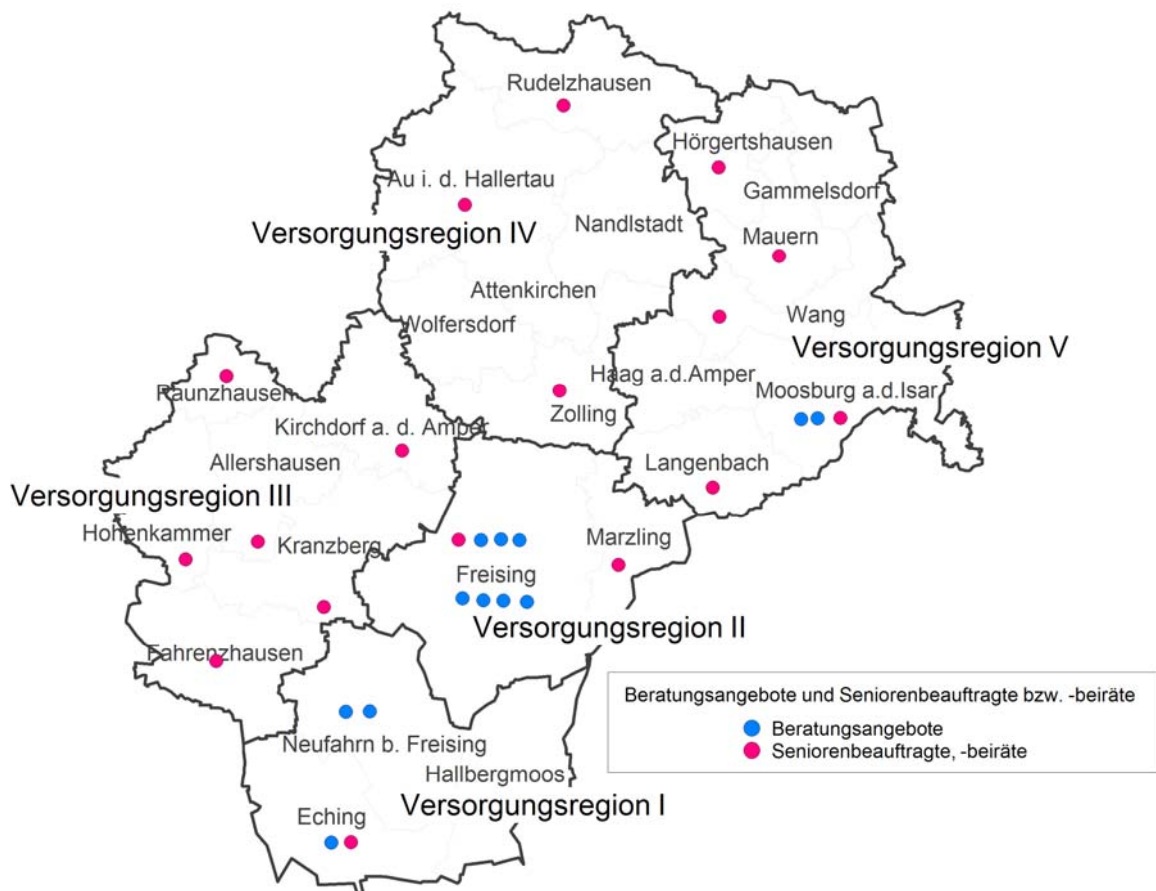 Rudelzhausen
Hörgertshausen
Au i. d. Hallertau
Gammelsdorf
Nandlstadt
Versorgungsregion IV
Mauern
Attenkirchen
Wang
Wolfersdorf
Versorgungsregion V
Haag a.d.Amper
Paunzhausen
Moosburg a.d.Isar
Zolling
Kirchdorf a. d. Amper
Allershausen
Langenbach
Versorgungsregion III
Hohenkammer
Kranzberg
Marzling
Freising
Versorgungsregion II
Fahrenzhausen
Neufahrn b. Freising
Hallbergmoos
Versorgungsregion I
Eching
Beratungsangebote und Seniorenbeauftragte bzw. -beiräte
Beratungsangebote
Seniorenbeauftragte, -beiräte